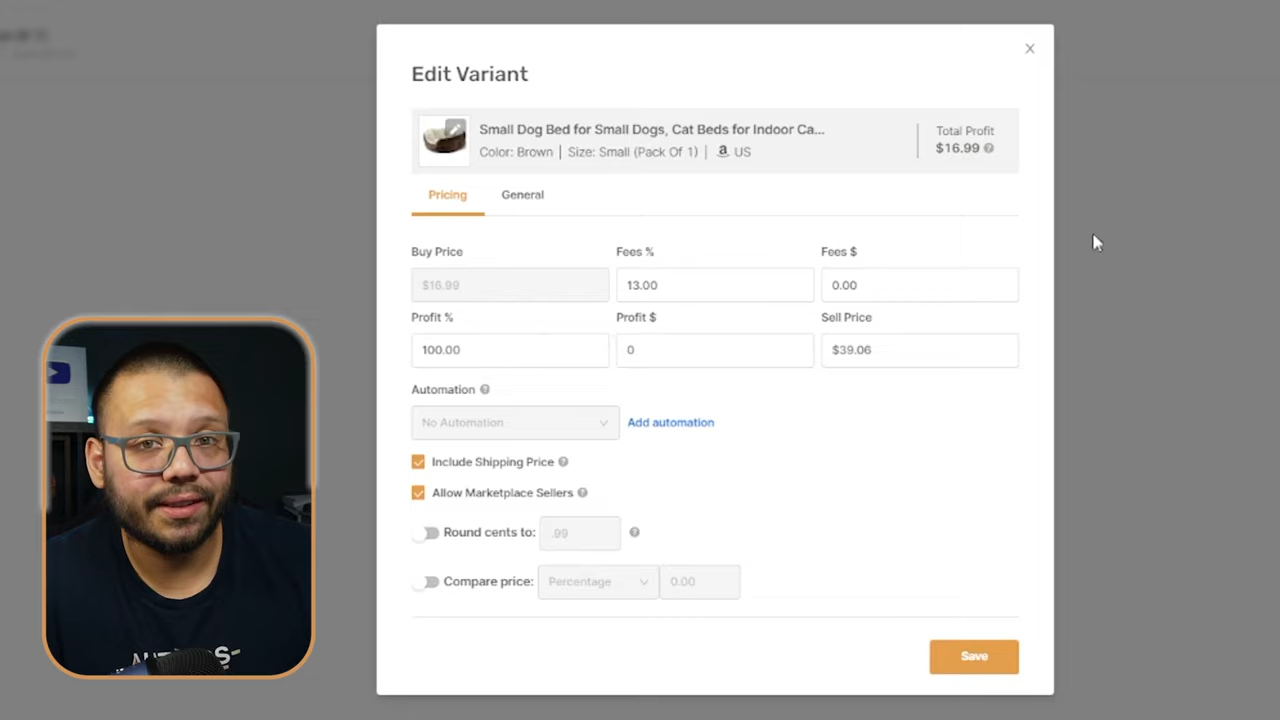 Edit Variant
Small Dog Bed for Small Dogs, Cat Beds for Indoor Ca...
Color: Brown | Size: Small (Pack Of 1) | a US
Total Profit
$16.99
Pricing
General
Buy Price
Fees %
Fees $
$16.99
13.00
0.00
Profit %
Profit $
Sell Price
100.00
0
$39.06
Automation
No Automation
Add automation
Include Shipping Price
Allow Marketplace Sellers
Round cents to:
.99
Compare price:
Percentage
0.00
Save